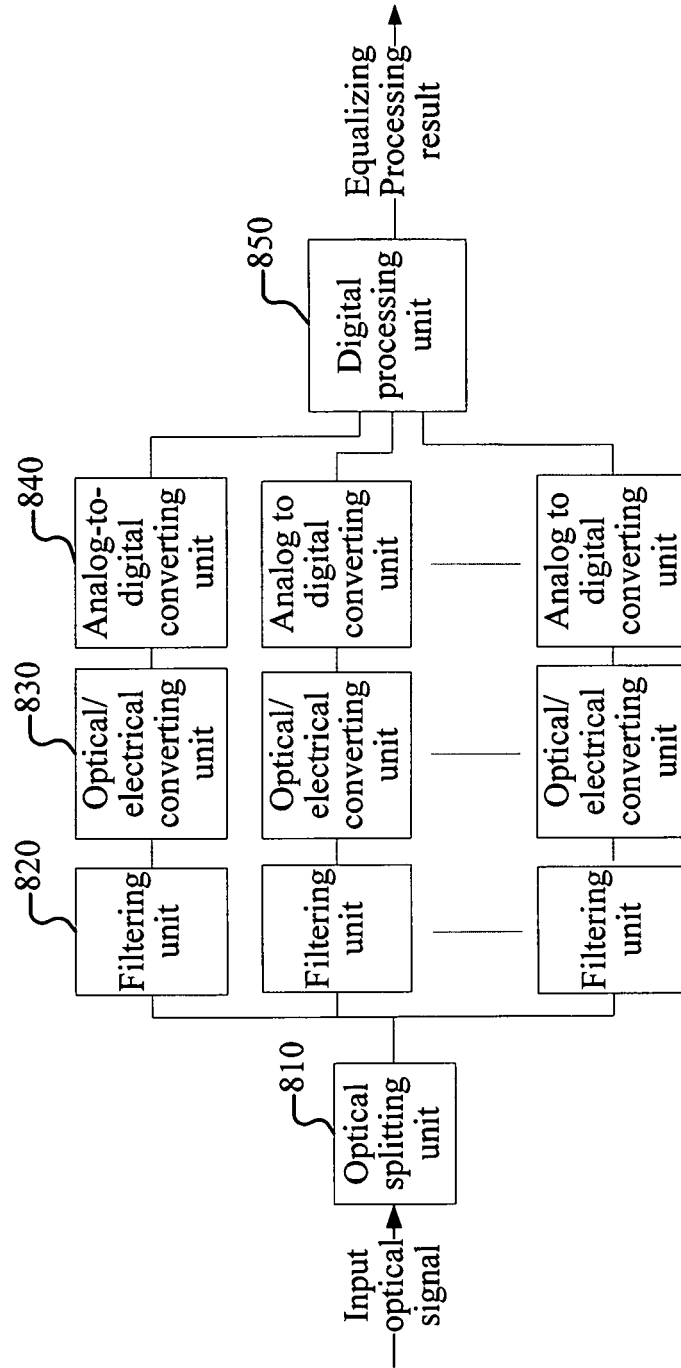 Input
optical
signal
810
Optical
splitting
unit
820
Filtering
unit
830
Optical/
electrical
converting
unit
840
Analog-to-
digital
converting
unit
Filtering
unit
Optical/
electrical
converting
unit
Analog to
digital
converting
unit
Filtering
unit
Optical/
electrical
converting
unit
Analog to
digital
converting
unit
850
Digital
processing
unit
Equalizing
Processing
result